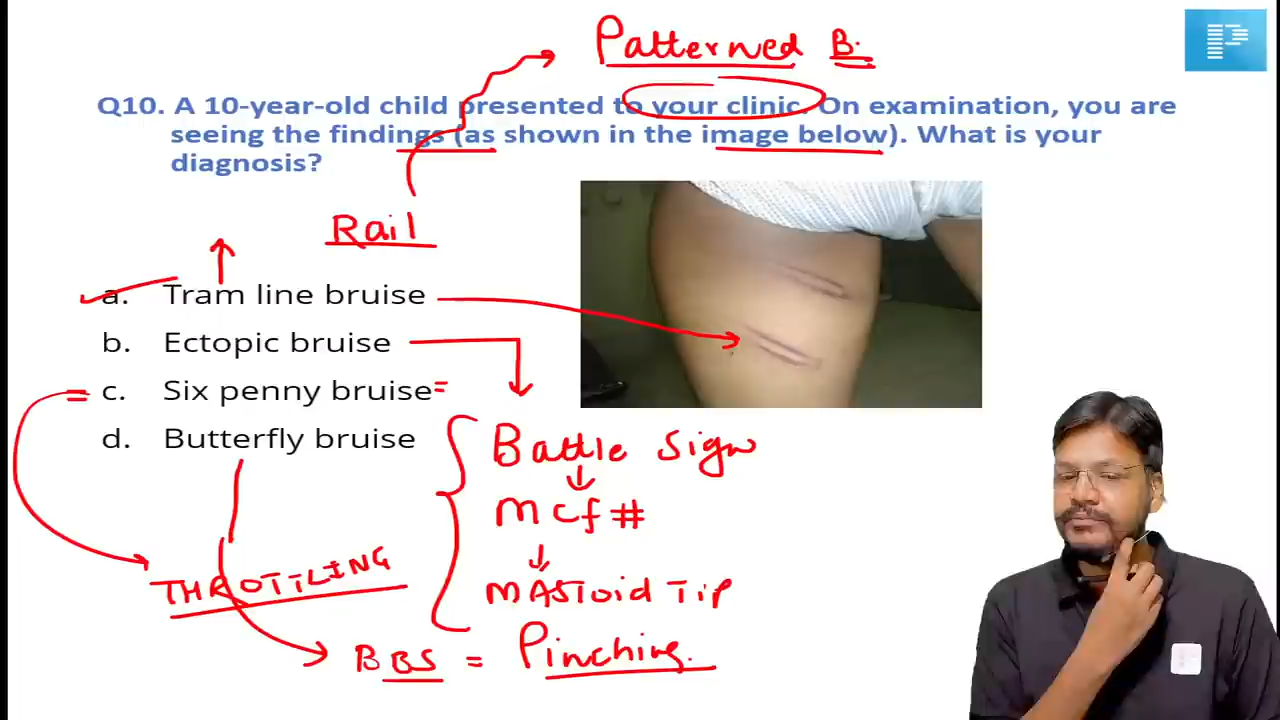 Patterned B.
Q10. A 10-year-old child presented to your clinic. On examination, you are
seeing the findings (as shown in the image below). What is your
diagnosis?
Rail
a. Tram line bruise
b. Ectopic bruise
c. Six penny bruise =
d. Butterfly bruise
Battle Sign
MCf #
MASToid Tip
THROTTLING
BBS = Pinching.